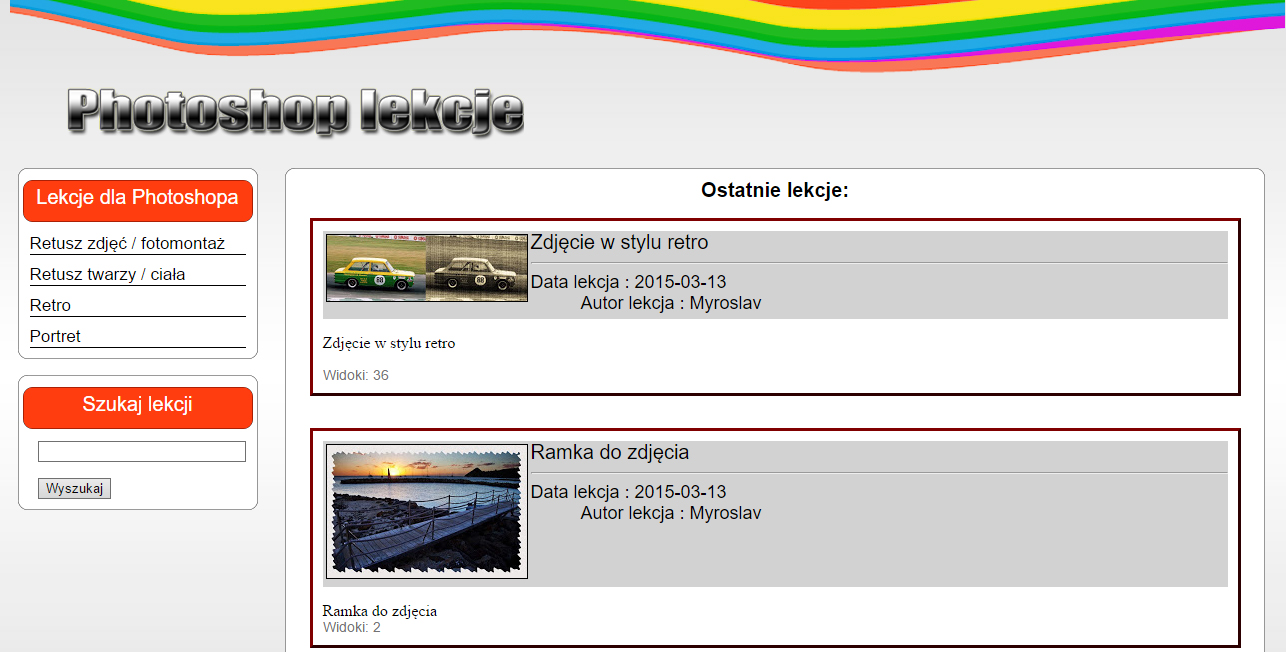 Photoshop lekcje
Lekcje dla Photoshopa
Retusz zdjęć / fotomontaż
Retusz twarzy / ciała
Retro
Portret
Szukaj lekcji
Wyszukaj
Ostatnie lekcje:
Zdjęcie w stylu retro
Data lekcja : 2015-03-13
Autor lekcja : Myroslav
88
88
Zdjęcie w stylu retro
Widoki: 36
Ramka do zdjęcia
Data lekcja : 2015-03-13
Autor lekcja : Myroslav
Ramka do zdjęcia
Widoki: 2